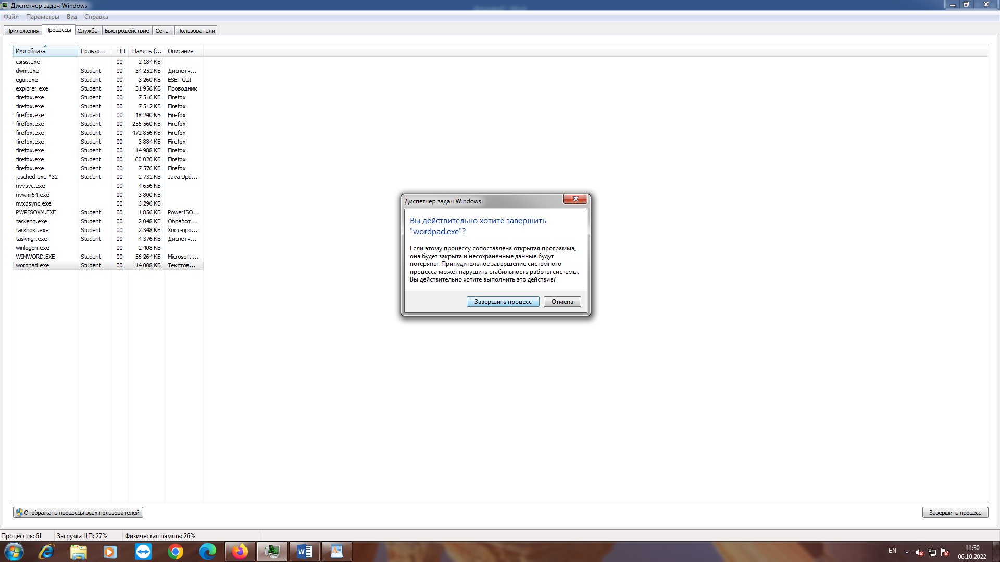 Диспетчер задач Windows
Файл Параметры Вид Справка
Приложения Процессы Службы Быстродействие Сеть Пользователи
Имя образа Пользо... ЦП Память (... Описание
csrss.exe 00 2 184 КБ
dwm.exe Student 00 34 252 КБ Диспетч...
egui.exe Student 00 3 260 КБ ESET GUI
explorer.exe Student 00 31 956 КБ Проводник
firefox.exe Student 00 7 516 КБ Firefox
firefox.exe Student 00 7 512 КБ Firefox
firefox.exe Student 00 18 240 КБ Firefox
firefox.exe Student 00 255 560 КБ Firefox
firefox.exe Student 00 472 856 КБ Firefox
firefox.exe Student 00 3 884 КБ Firefox
firefox.exe Student 00 14 988 КБ Firefox
firefox.exe Student 00 60 020 КБ Firefox
firefox.exe Student 00 7 576 КБ Firefox
jusched.exe *32 Student 00 2 732 КБ Java Upd...
nvvsvc.exe 00 4 656 КБ
nvwmi64.exe 00 3 800 КБ
nvxdsync.exe 00 6 296 КБ
PWRISOVM.EXE Student 00 1 856 КБ PowerISO...
taskeng.exe Student 00 2 048 КБ Обработ...
taskhost.exe Student 00 2 348 КБ Хост-про...
taskmgr.exe Student 00 4 376 КБ Диспетч...
winlogon.exe 00 2 408 КБ
WINWORD.EXE Student 00 56 264 КБ Microsoft ...
wordpad.exe Student 00 14 008 КБ Текстов...
Диспетчер задач Windows
Вы действительно хотите завершить
"wordpad.exe"?
Если этому процессу сопоставлена открытая программа,
она будет закрыта и несохраненные данные будут
потеряны. Принудительное завершение системного
процесса может нарушить стабильность работы системы.
Вы действительно хотите выполнить это действие?
Завершить процесс Отмена
Отображать процессы всех пользователей Завершить процесс
Процессов: 61 Загрузка ЦП: 27% Физическая память: 26%
EN 11:30
06.10.2022